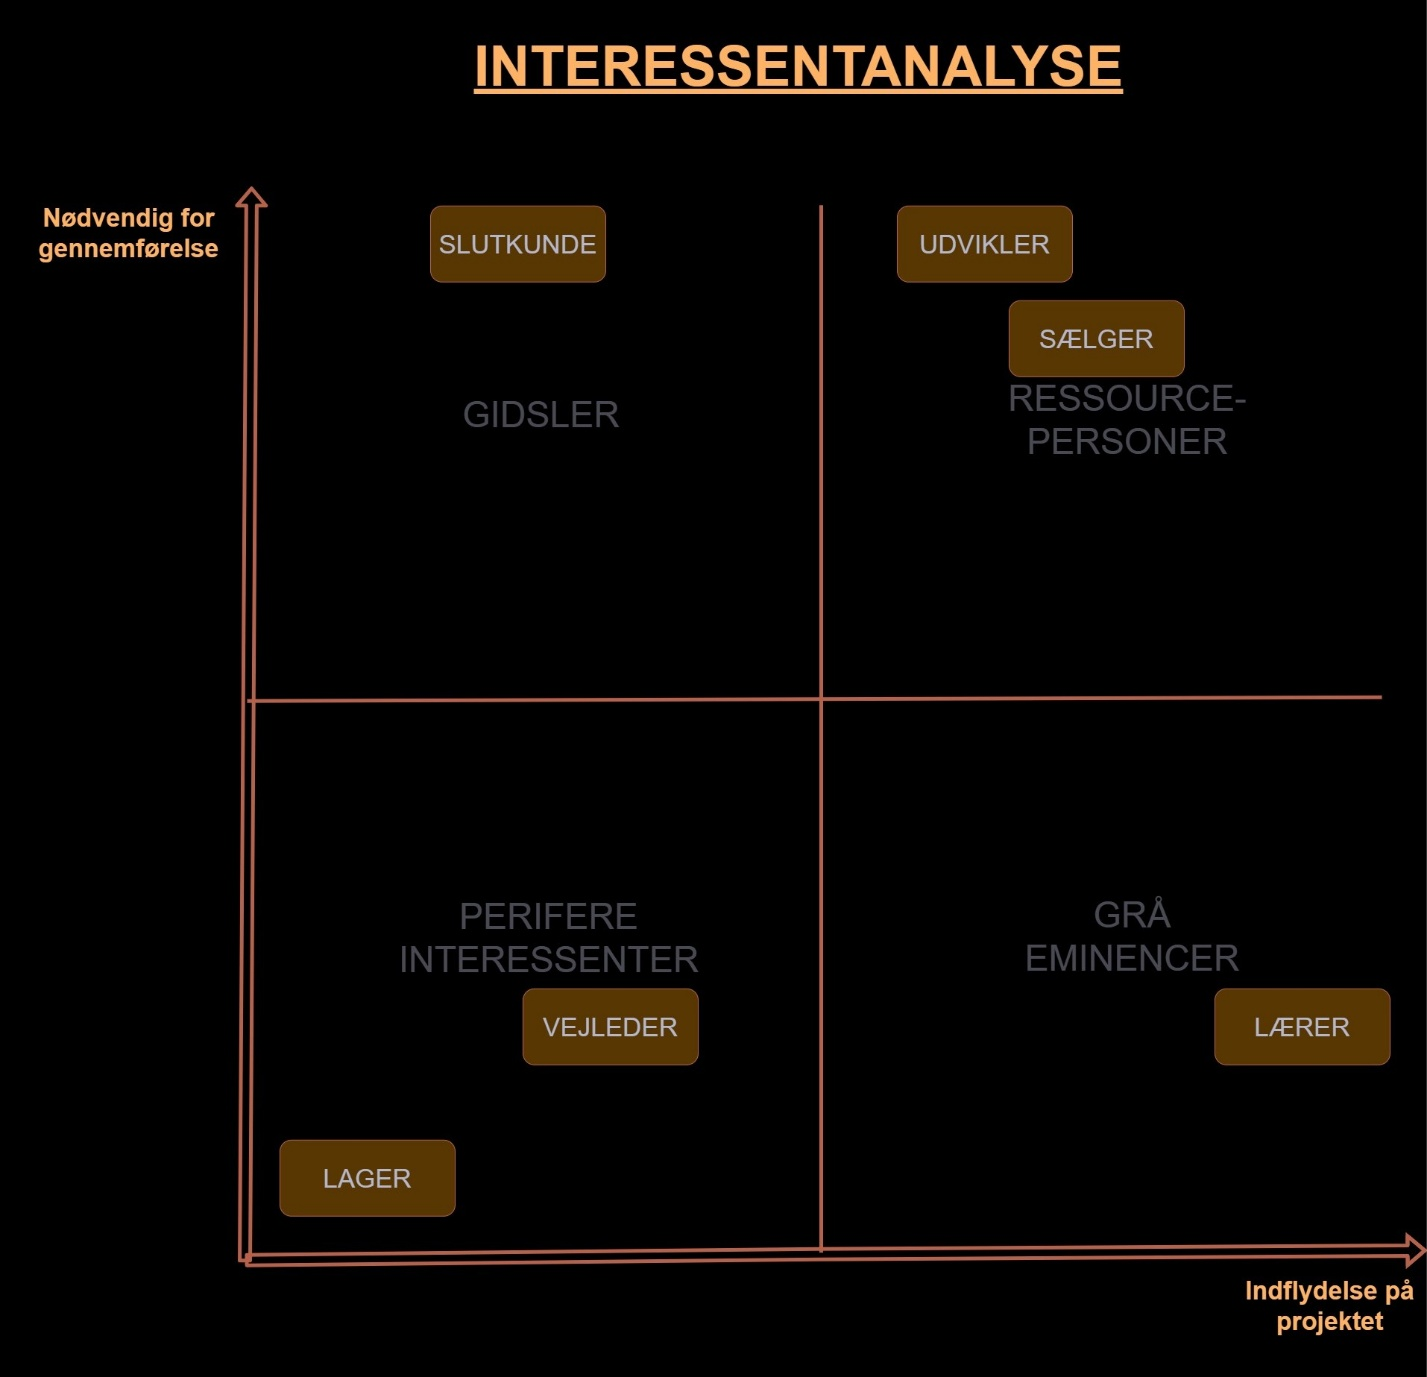 INTERESSENTANALYSE
Nødvendig for
gennemførelse
SLUTKUNDE
UDVIKLER
SÆLGER
GIDSLER
RESSOURCE-
PERSONER
PERIFERE
INTERESSENTER
GRÅ
EMINENCER
VEJLEDER
LÆRER
LAGER
Indflydelse på
projektet